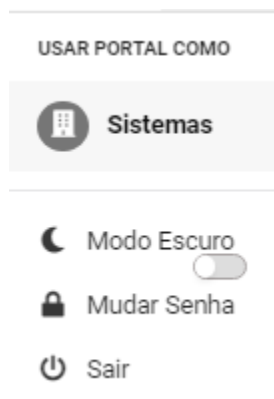 USAR PORTAL COMO
Sistemas
Modo Escuro
Mudar Senha
Sair